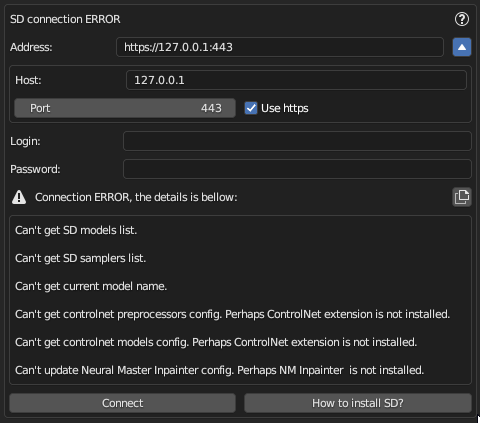 SD connection ERROR
Address: https://127.0.0.1:443
Host: 127.0.0.1
Port 443 Use https
Login:
Password:
Connection ERROR, the details is bellow:
Can't get SD models list.
Can't get SD samplers list.
Can't get current model name.
Can't get controlnet preprocessors config. Perhaps ControlNet extension is not installed.
Can't get controlnet models config. Perhaps ControlNet extension is not installed.
Can't update Neural Master Inpainter config. Perhaps NM Inpainter  is not installed.
Connect How to install SD?